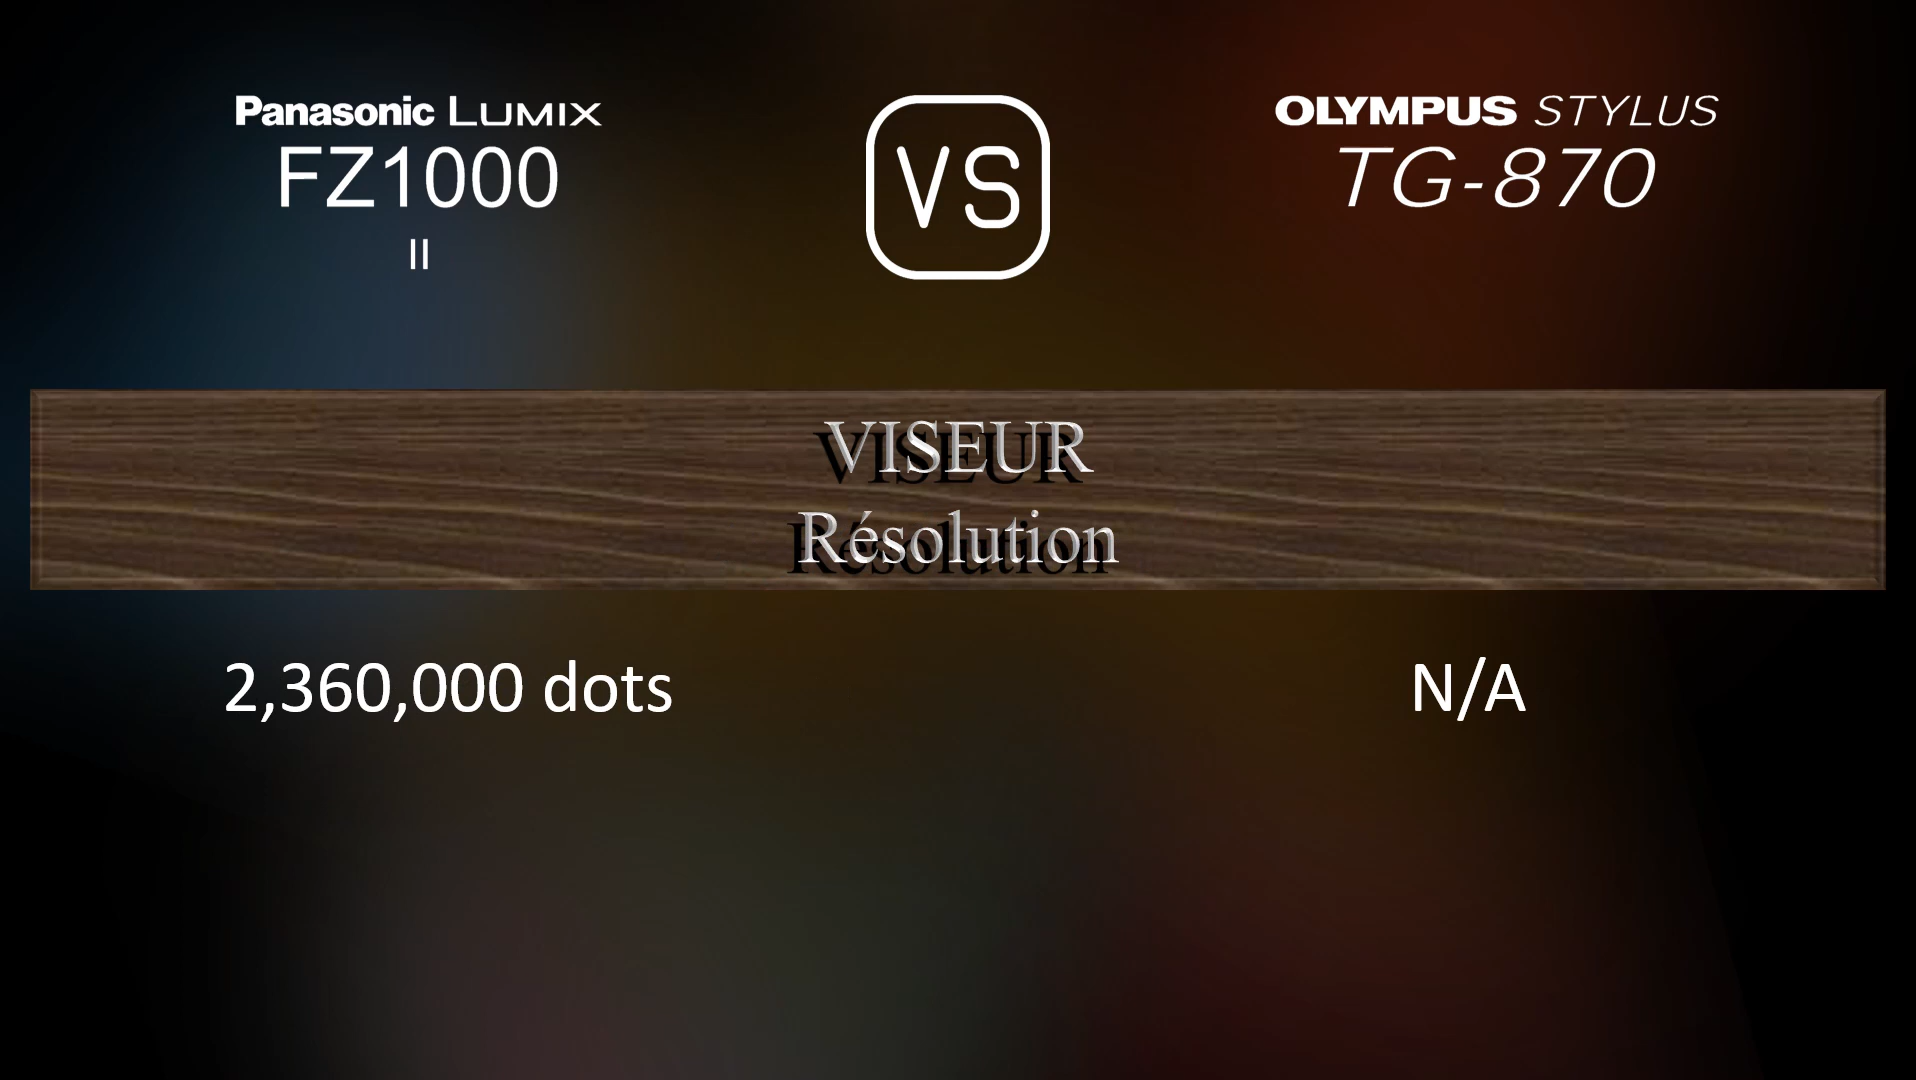 Panasonic LUMIX
FZ1000
II
VS
OLYMPUS STYLUS
TG-870
VISEUR
Résolution
2,360,000 dots
N/A